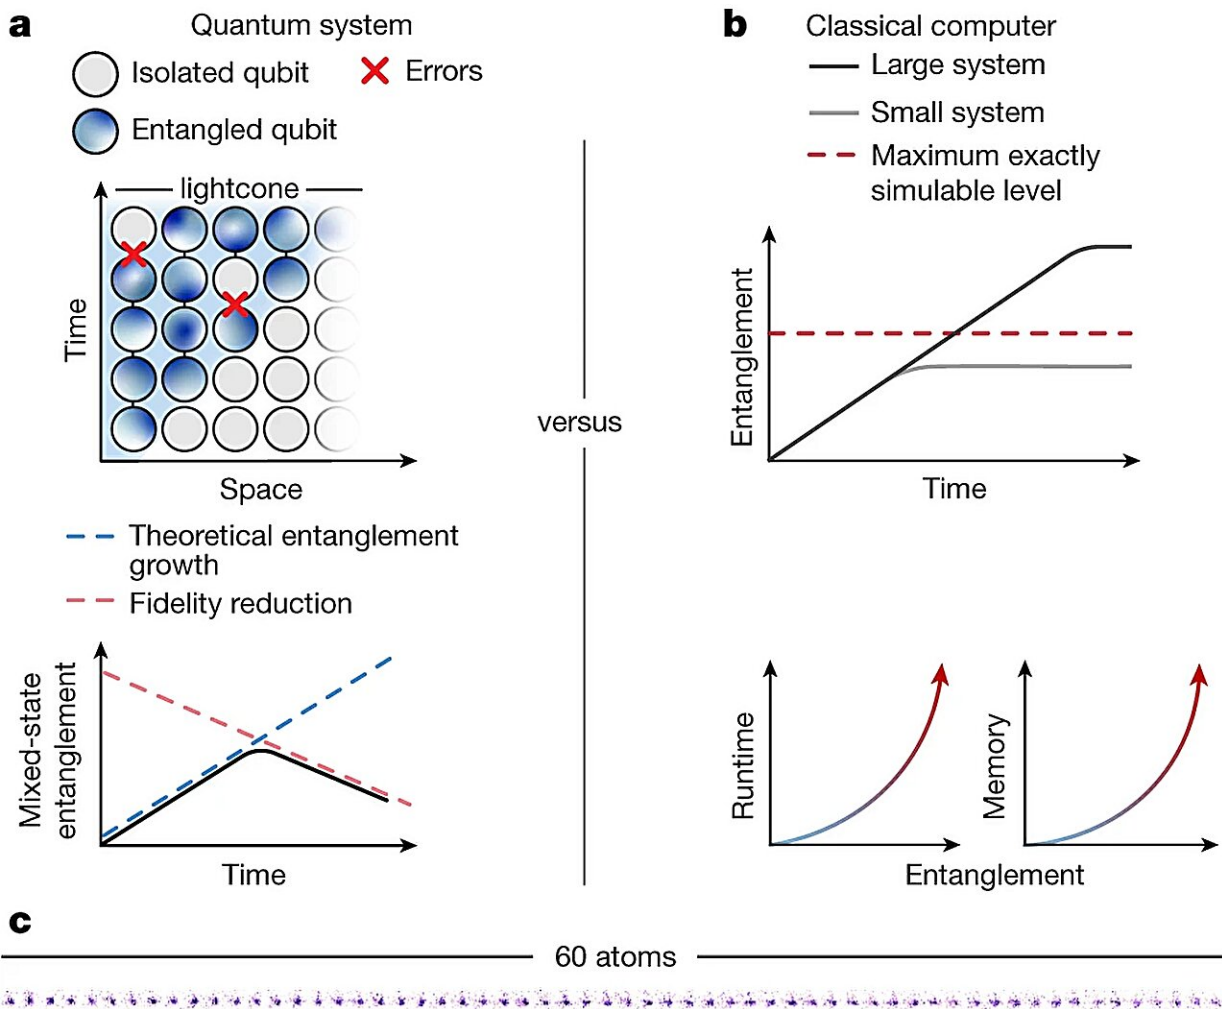 a
Quantum system
Isolated qubit
Errors
Entangled qubit
lightcone
Time
Space
Theoretical entanglement
growth
Fidelity reduction
Mixed-state
entanglement
Time
versus
b
Classical computer
Large system
Small system
Maximum exactly
simulable level
Entanglement
Time
Runtime
Memory
Entanglement
c
60 atoms